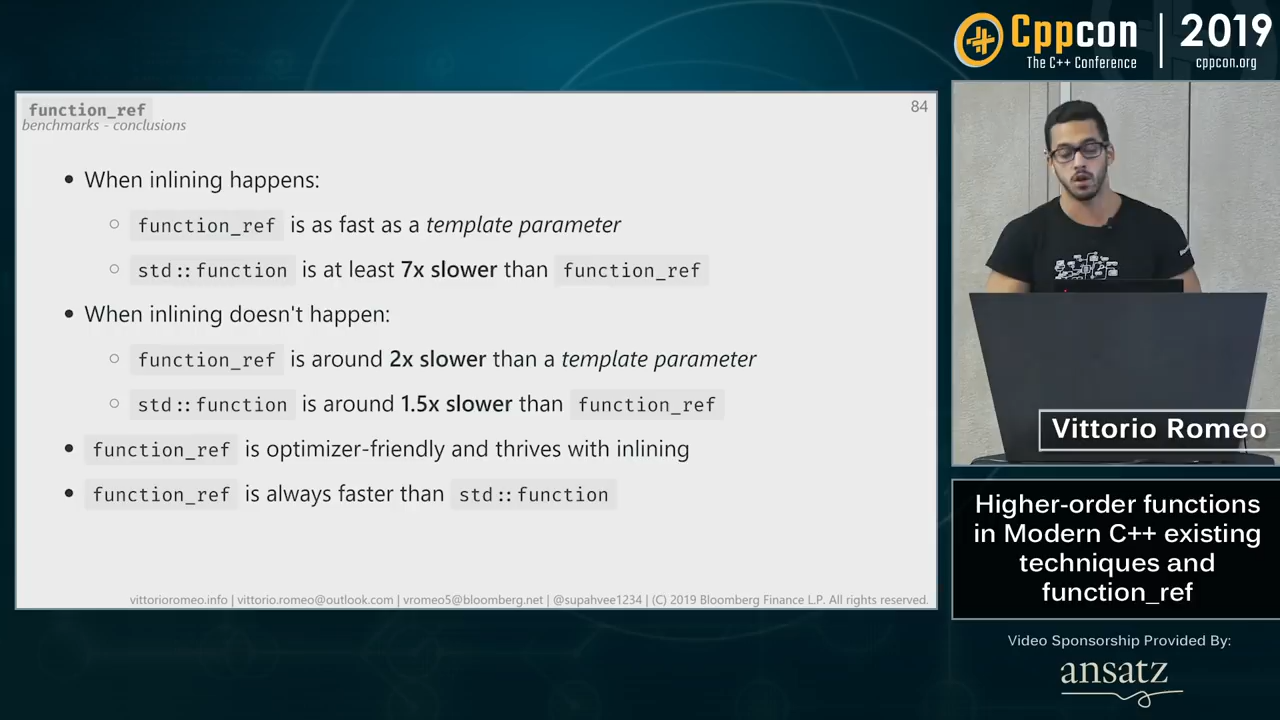 Cppcon | 2019
The C++ Conference
cppcon.org
function_ref
benchmarks - conclusions
84
• When inlining happens:
○ function_ref is as fast as a template parameter
○ std::function is at least 7x slower than function_ref
• When inlining doesn't happen:
○ function_ref is around 2x slower than a template parameter
○ std::function is around 1.5x slower than function_ref
• function_ref is optimizer-friendly and thrives with inlining
• function_ref is always faster than std::function
vittorioromeo.info | vittorio.romeo@outlook.com | vromeo5@bloomberg.net | @supahvee1234 | (C) 2019 Bloomberg Finance L.P. All rights reserved.
Vittorio Romeo
Higher-order functions
in Modern C++ existing
techniques and
function_ref
Video Sponsorship Provided By:
ansatz